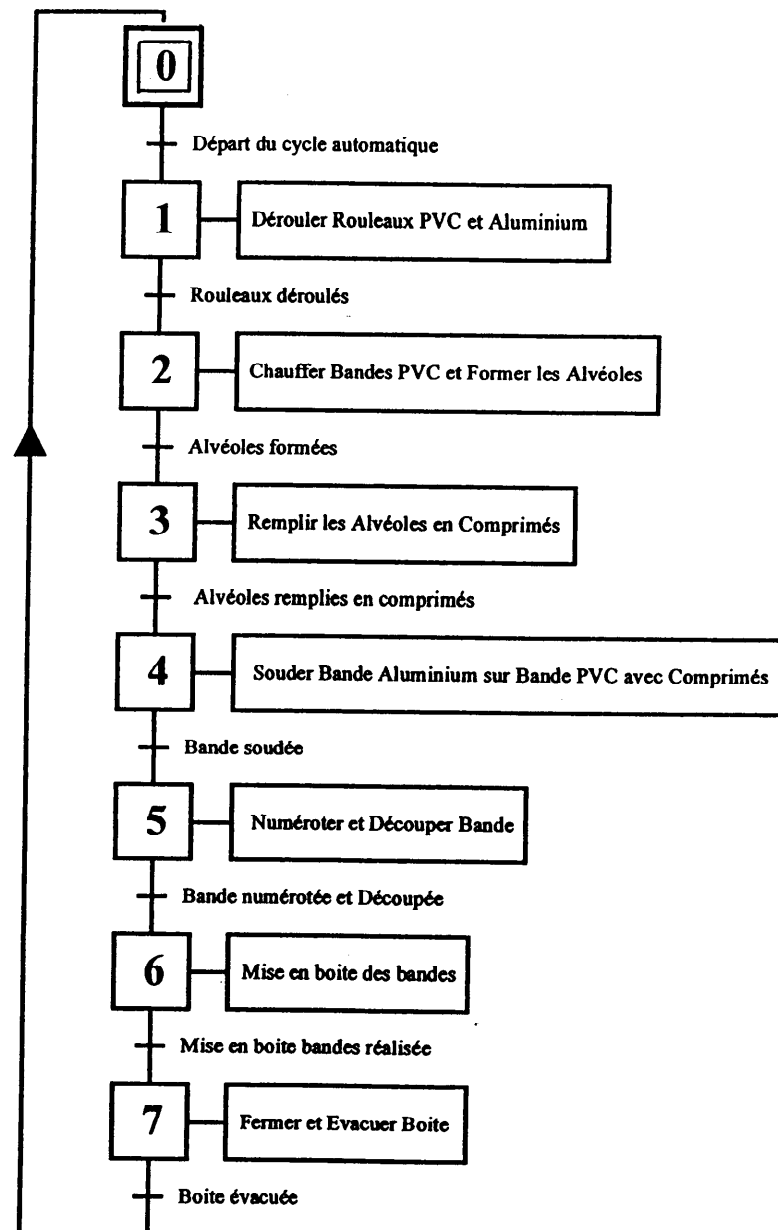 0
Départ du cycle automatique
1
Dérouler Rouleaux PVC et Aluminium
Rouleaux déroulés
2
Chauffer Bandes PVC et Former les Alvéoles
Alvéoles formées
3
Remplir les Alvéoles en Comprimés
Alvéoles remplies en comprimés
4
Souder Bande Aluminium sur Bande PVC avec Comprimés
Bande soudée
5
Numéroter et Découper Bande
Bande numérotée et Découpée
6
Mise en boite des bandes
Mise en boite bandes réalisée
7
Fermer et Evacuer Boite
Boite évacuée